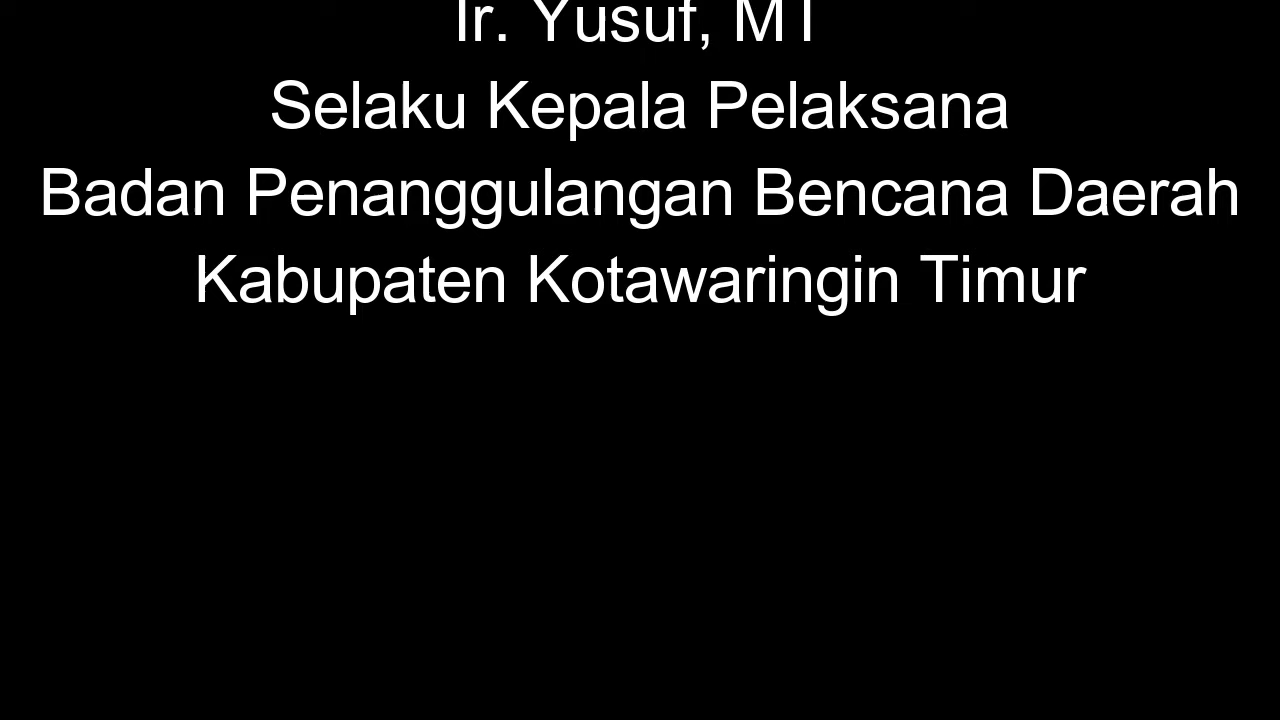 Ir. Yusuf, MT
Selaku Kepala Pelaksana
Badan Penanggulangan Bencana Daerah
Kabupaten Kotawaringin Timur